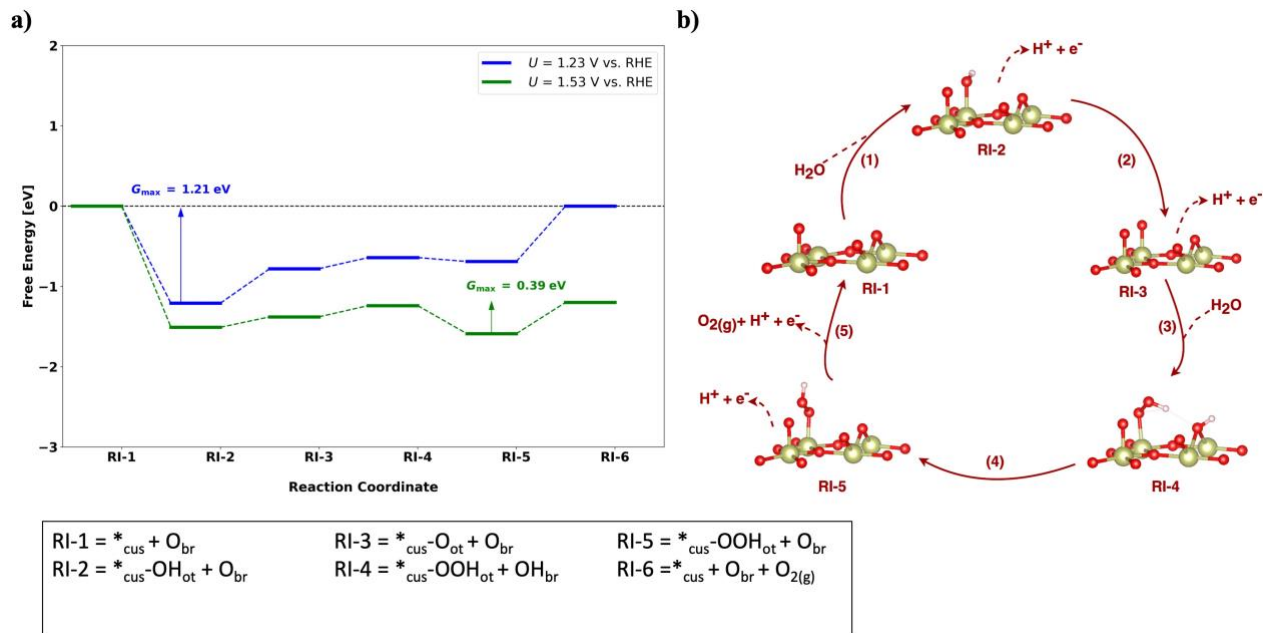 a)
2
1
0
−1
−2
−3
Free Energy [eV]
U = 1.23 V vs. RHE
U = 1.53 V vs. RHE
Gmax = 1.21 eV
Gmax = 0.39 eV
RI-1 RI-2 RI-3 RI-4 RI-5 RI-6
Reaction Coordinate
b)
H+ + e-
RI-2
H2O
(1)
(2)
H+ + e-
RI-1
RI-3
O2(g)+ H+ + e-
(5)
(3)
H2O
H+ + e-
RI-5
(4)
RI-4
RI-1 = *cus + Obr RI-3 = *cus-Oot + Obr RI-5 = *cus-OOHot + Obr
RI-2 = *cus-OHot + Obr RI-4 = *cus-OOHot + OHbr RI-6 =*cus + Obr + O2(g)